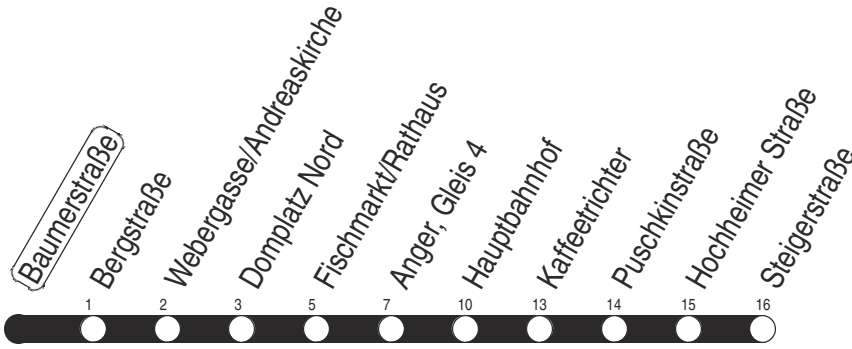 Baumerstraße
Bergstraße
Webergasse/Andreaskirche
Domplatz Nord
Fischmarkt/Rathaus
Anger, Gleis 4
Hauptbahnhof
Kaffeetrichter
Puschkinstraße
Hochheimer Straße
Steigerstraße
1 2 3 5 7 10 13 14 15 16